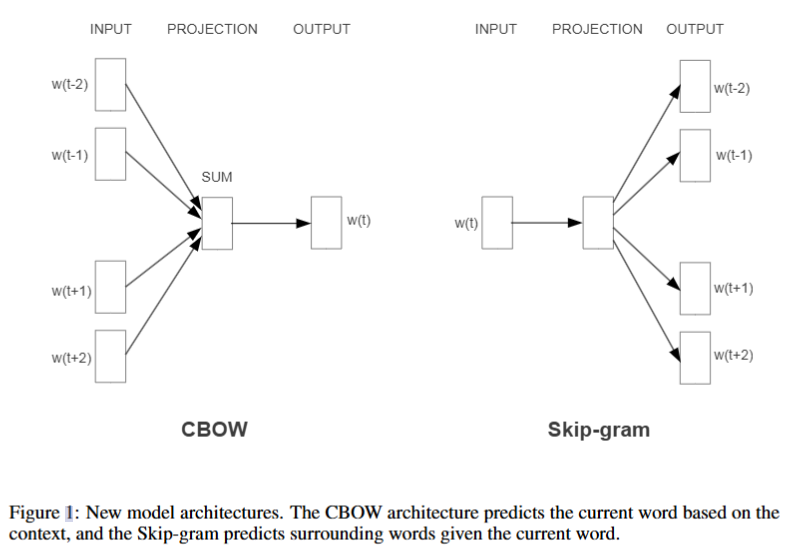 INPUT PROJECTION OUTPUT
w(t-2)
w(t-1)
SUM
w(t)
w(t+1)
w(t+2)
CBOW
INPUT PROJECTION OUTPUT
w(t-2)
w(t-1)
w(t)
w(t+1)
w(t+2)
Skip-gram
Figure 1: New model architectures. The CBOW architecture predicts the current word based on the
context, and the Skip-gram predicts surrounding words given the current word.